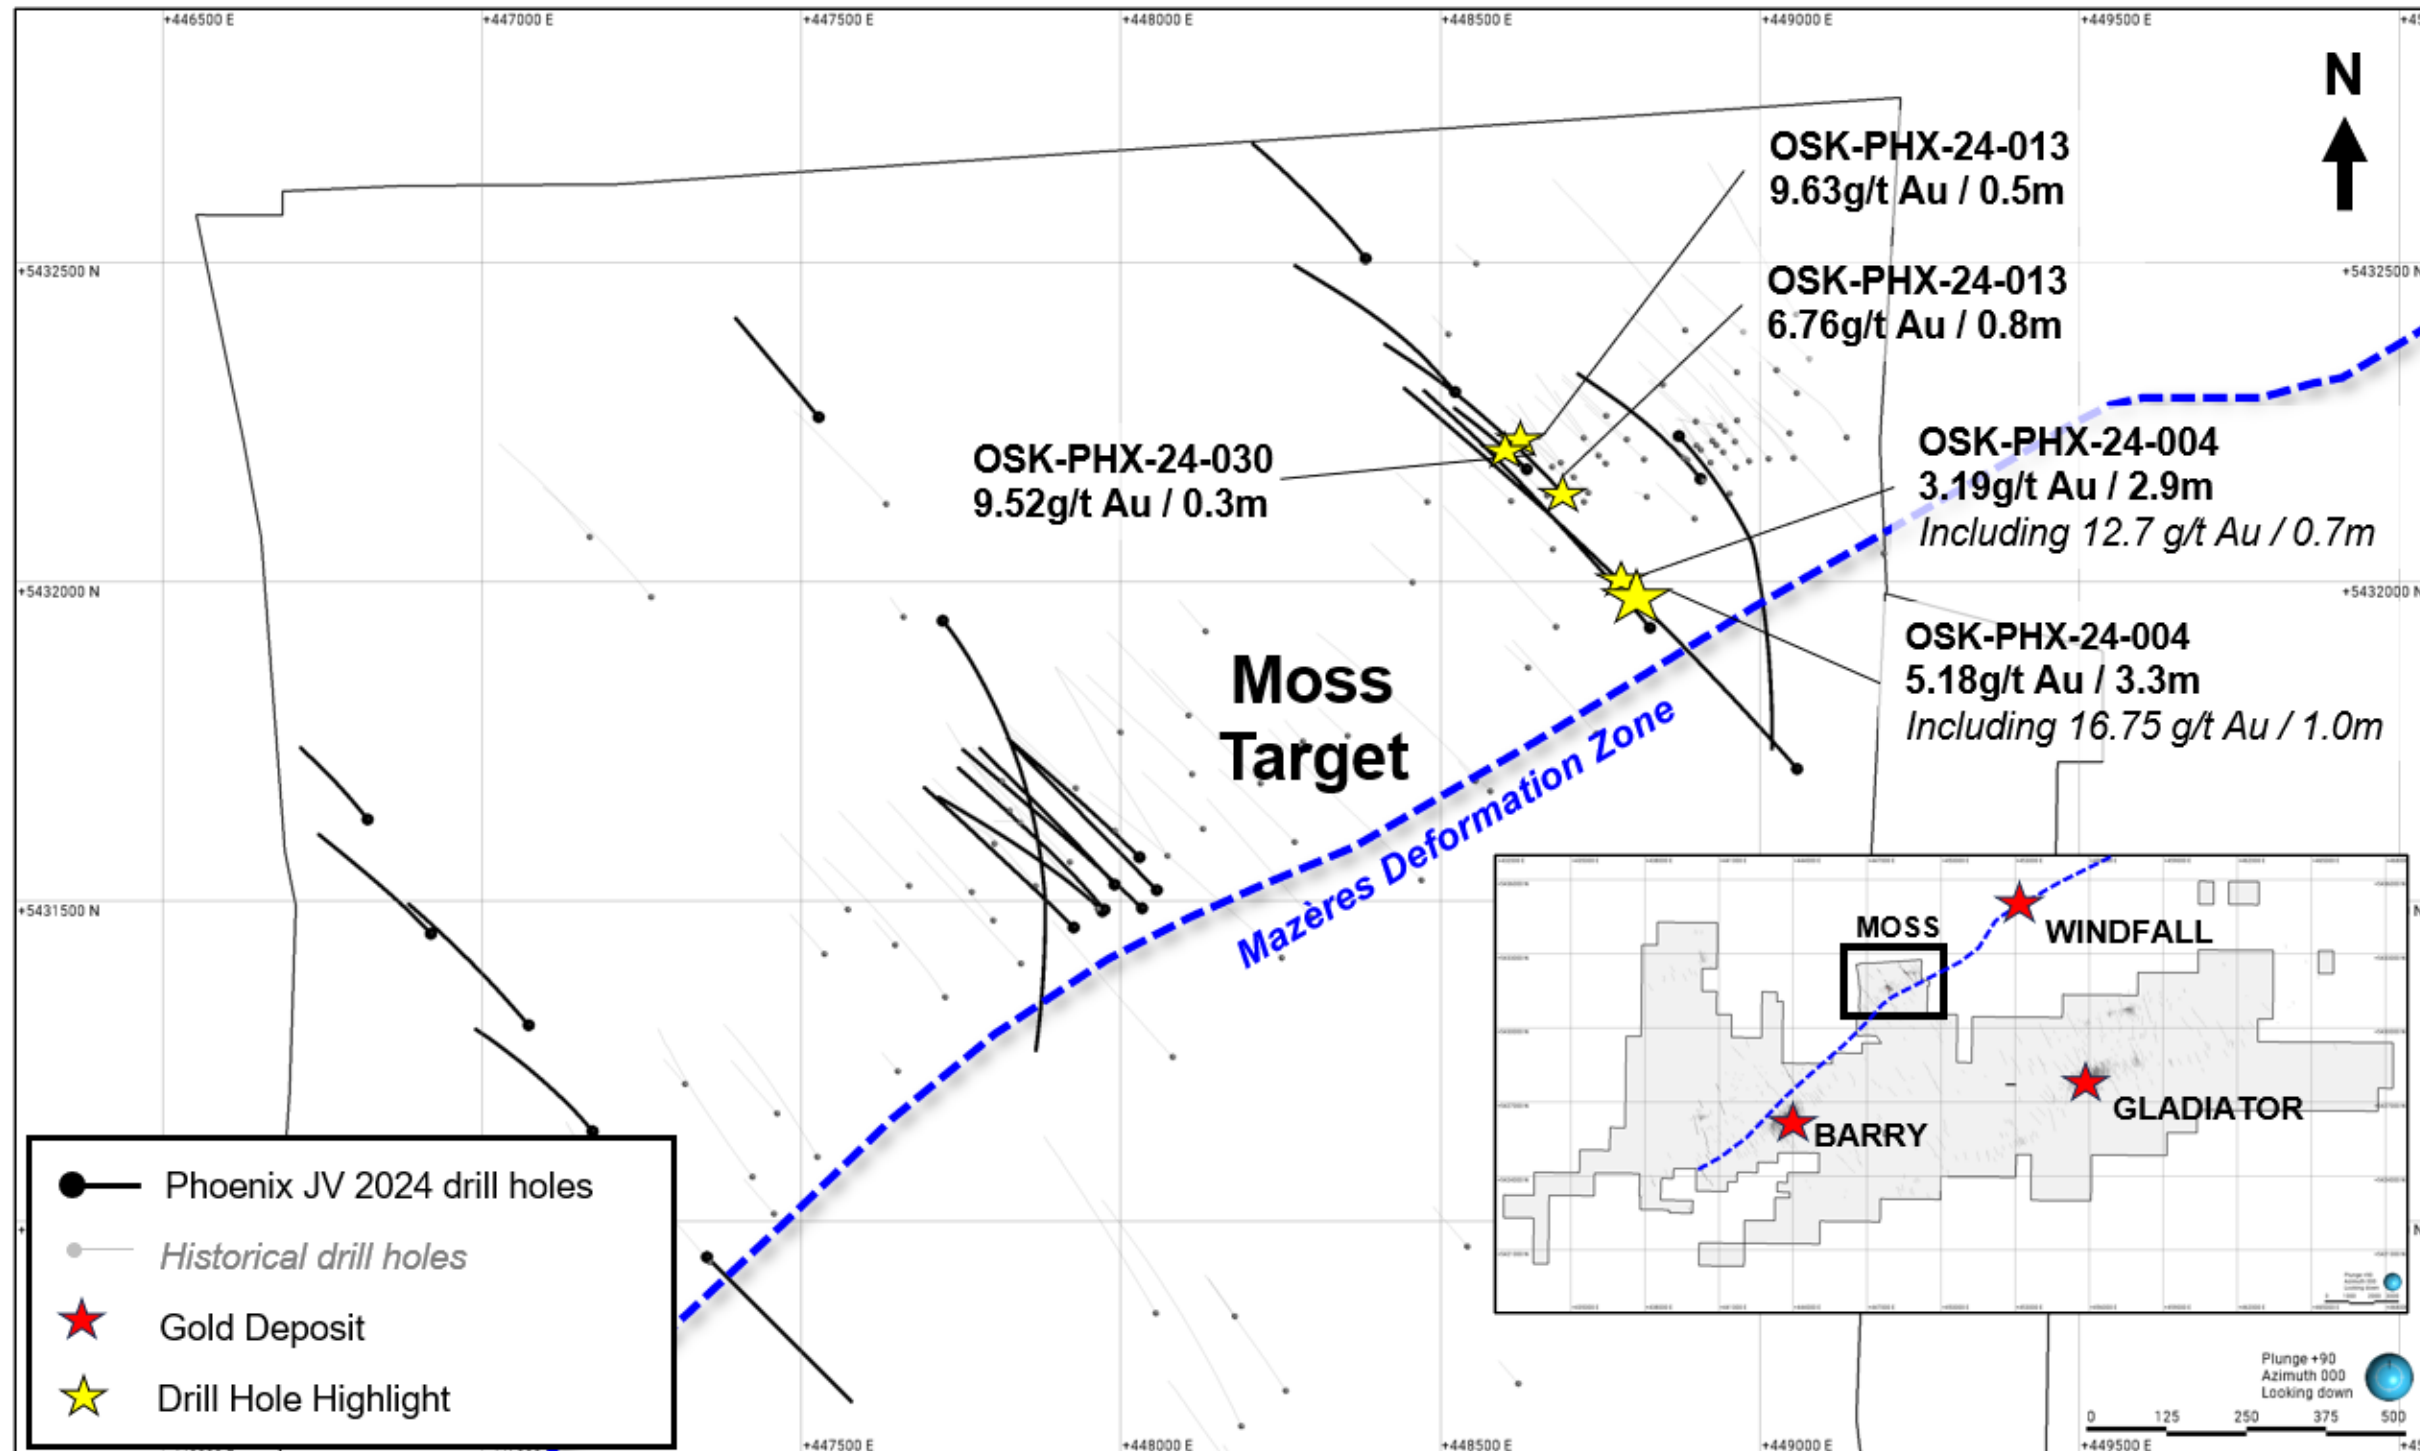 +446500 E
+447000 E
+447500 E
+448000 E
+448500 E
+449000 E
+449500 E
N
OSK-PHX-24-013
9.63g/t Au / 0.5m
+5432500 N
+5432500 N
OSK-PHX-24-013
6.76g/t Au / 0.8m
OSK-PHX-24-030
9.52g/t Au / 0.3m
OSK-PHX-24-004
3.19g/t Au / 2.9m
Including 12.7 g/t Au / 0.7m
+5432000 N
+5432000 N
OSK-PHX-24-004
5.18g/t Au / 3.3m
Including 16.75 g/t Au / 1.0m
Moss
Target
Mazères Deformation Zone
+5431500 N
MOSS
WINDFALL
GLADIATOR
BARRY
Phoenix JV 2024 drill holes
Historical drill holes
Gold Deposit
Drill Hole Highlight
Plunge +90
Azimuth 000
Looking down
0 125 250 375 500
+447500 E
+448000 E
+448500 E
+449000 E
+449500 E